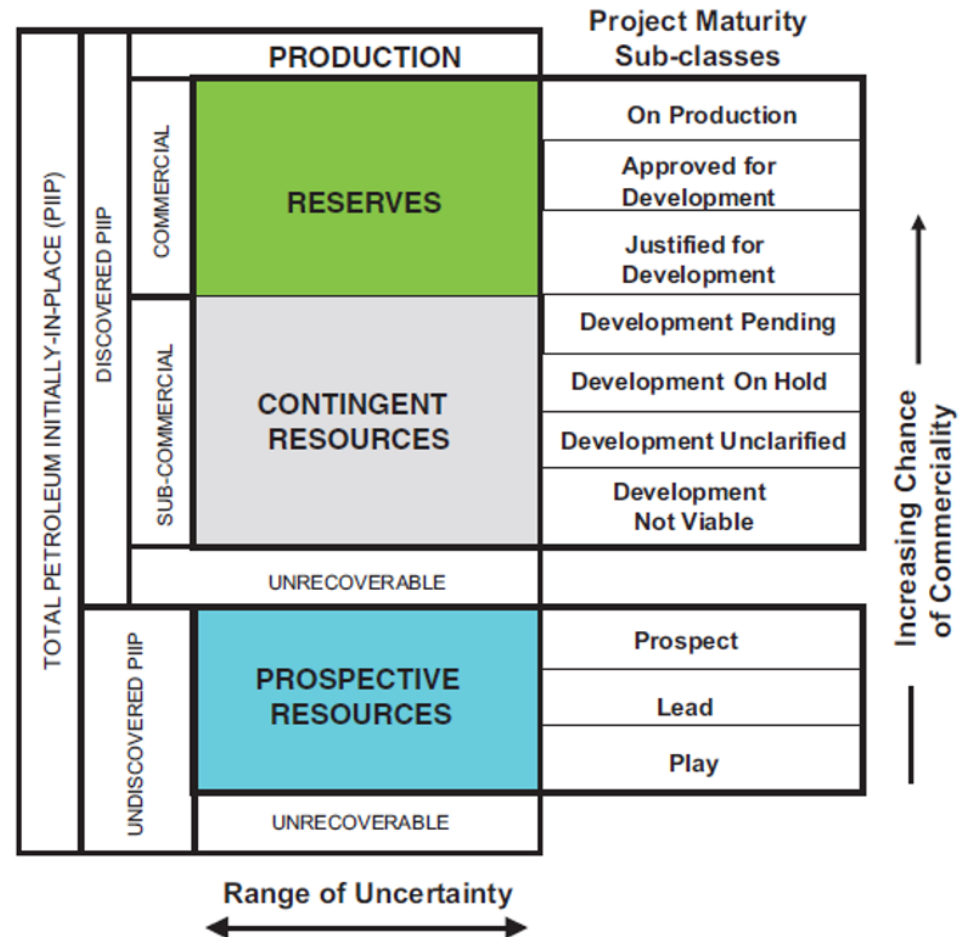 Project Maturity
Sub-classes
PRODUCTION
TOTAL PETROLEUM INITIALLY-IN-PLACE (PIIP)
DISCOVERED PIIP
COMMERCIAL
RESERVES
On Production
Approved for
Development
Justified for
Development
SUB-COMMERCIAL
CONTINGENT
RESOURCES
Development Pending
Development On Hold
Development Unclarified
Development
Not Viable
UNRECOVERABLE
UNDISCOVERED PIIP
PROSPECTIVE
RESOURCES
Prospect
Lead
Play
UNRECOVERABLE
Increasing Chance
of Commerciality
Range of Uncertainty